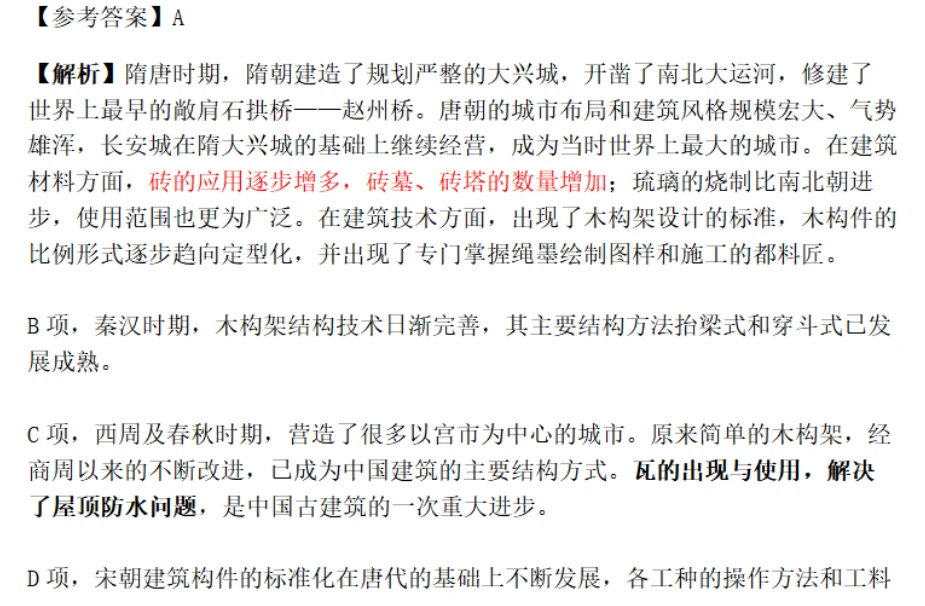 【参考答案】A
【解析】隋唐时期，隋朝建造了规划严整的大兴城，开凿了南北大运河，修建了
世界上最早的敞肩石拱桥——赵州桥。唐朝的城市布局和建筑风格规模宏大、气势
雄浑，长安城在隋大兴城的基础上继续经营，成为当时世界上最大的城市。在建筑
材料方面，砖的应用逐步增多，砖墓、砖塔的数量增加；琉璃的烧制比南北朝进
步，使用范围也更为广泛。在建筑技术方面，出现了木构架设计的标准，木构件的
比例形式逐步趋向定型化，并出现了专门掌握绳墨绘制图样和施工的都料匠。
B 项，秦汉时期，木构架结构技术日渐完善，其主要结构方法抬梁式和穿斗式已发
展成熟。
C 项，西周及春秋时期，营造了很多以宫市为中心的城市。原来简单的木构架，经
商周以来的不断改进，已成为中国建筑的主要结构方式。瓦的出现与使用，解决
了屋顶防水问题，是中国古建筑的一次重大进步。
D 项，宋朝建筑构件的标准化在唐代的基础上不断发展，各工种的操作方法和工料